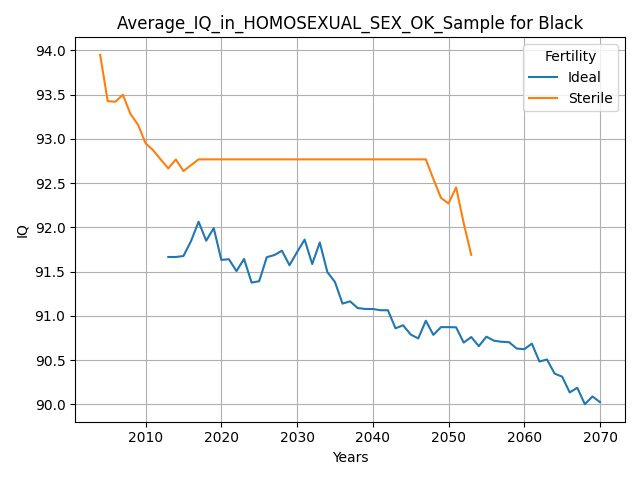 Average_IQ_in_HOMOSEXUAL_SEX_OK_Sample for Black
Fertility
Ideal
Sterile
IQ
94.0
93.5
93.0
92.5
92.0
91.5
91.0
90.5
90.0
2010 2020 2030 2040 2050 2060 2070
Years